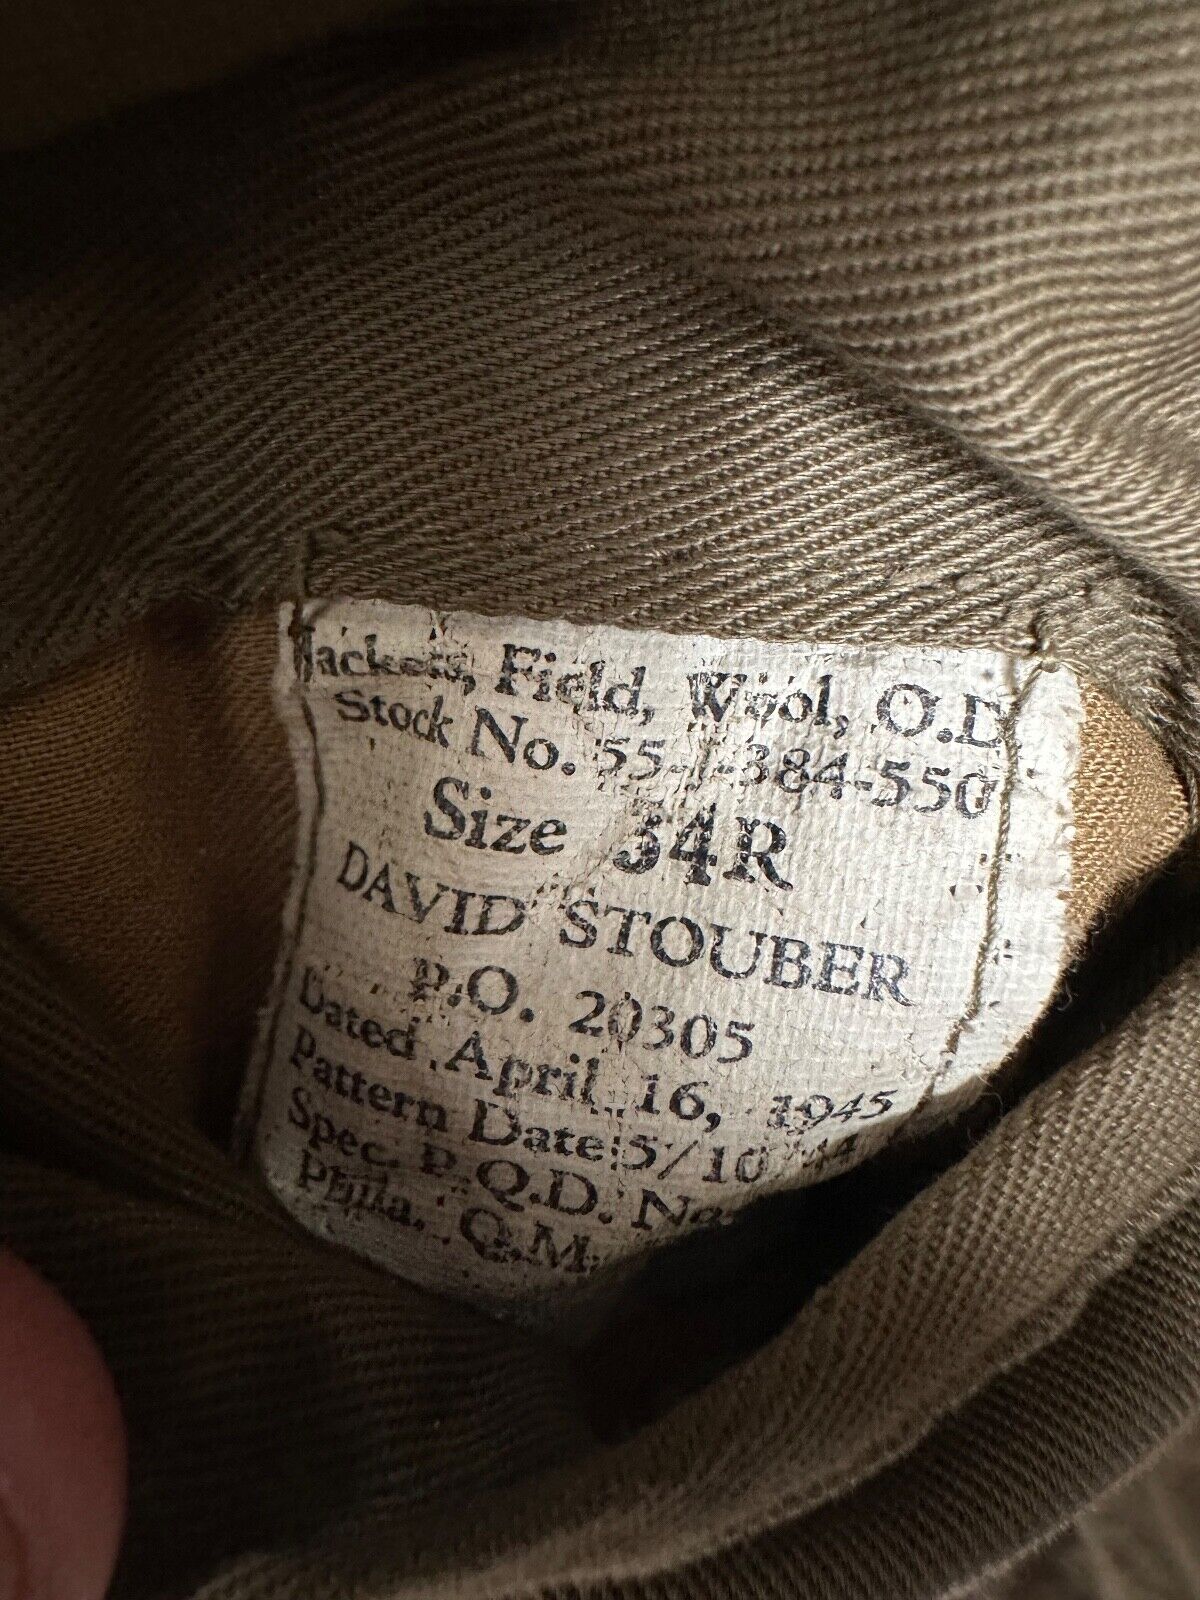 Jackets, Field, Wool, O.D
Stock No. 55-J-384-550
Size 34R
DAVID STOUBER
P.O. 20305
Dated April 16, 1945
Pattern Date 5/10/44
Spec. P.Q.D. No.
Phila. Q.M.